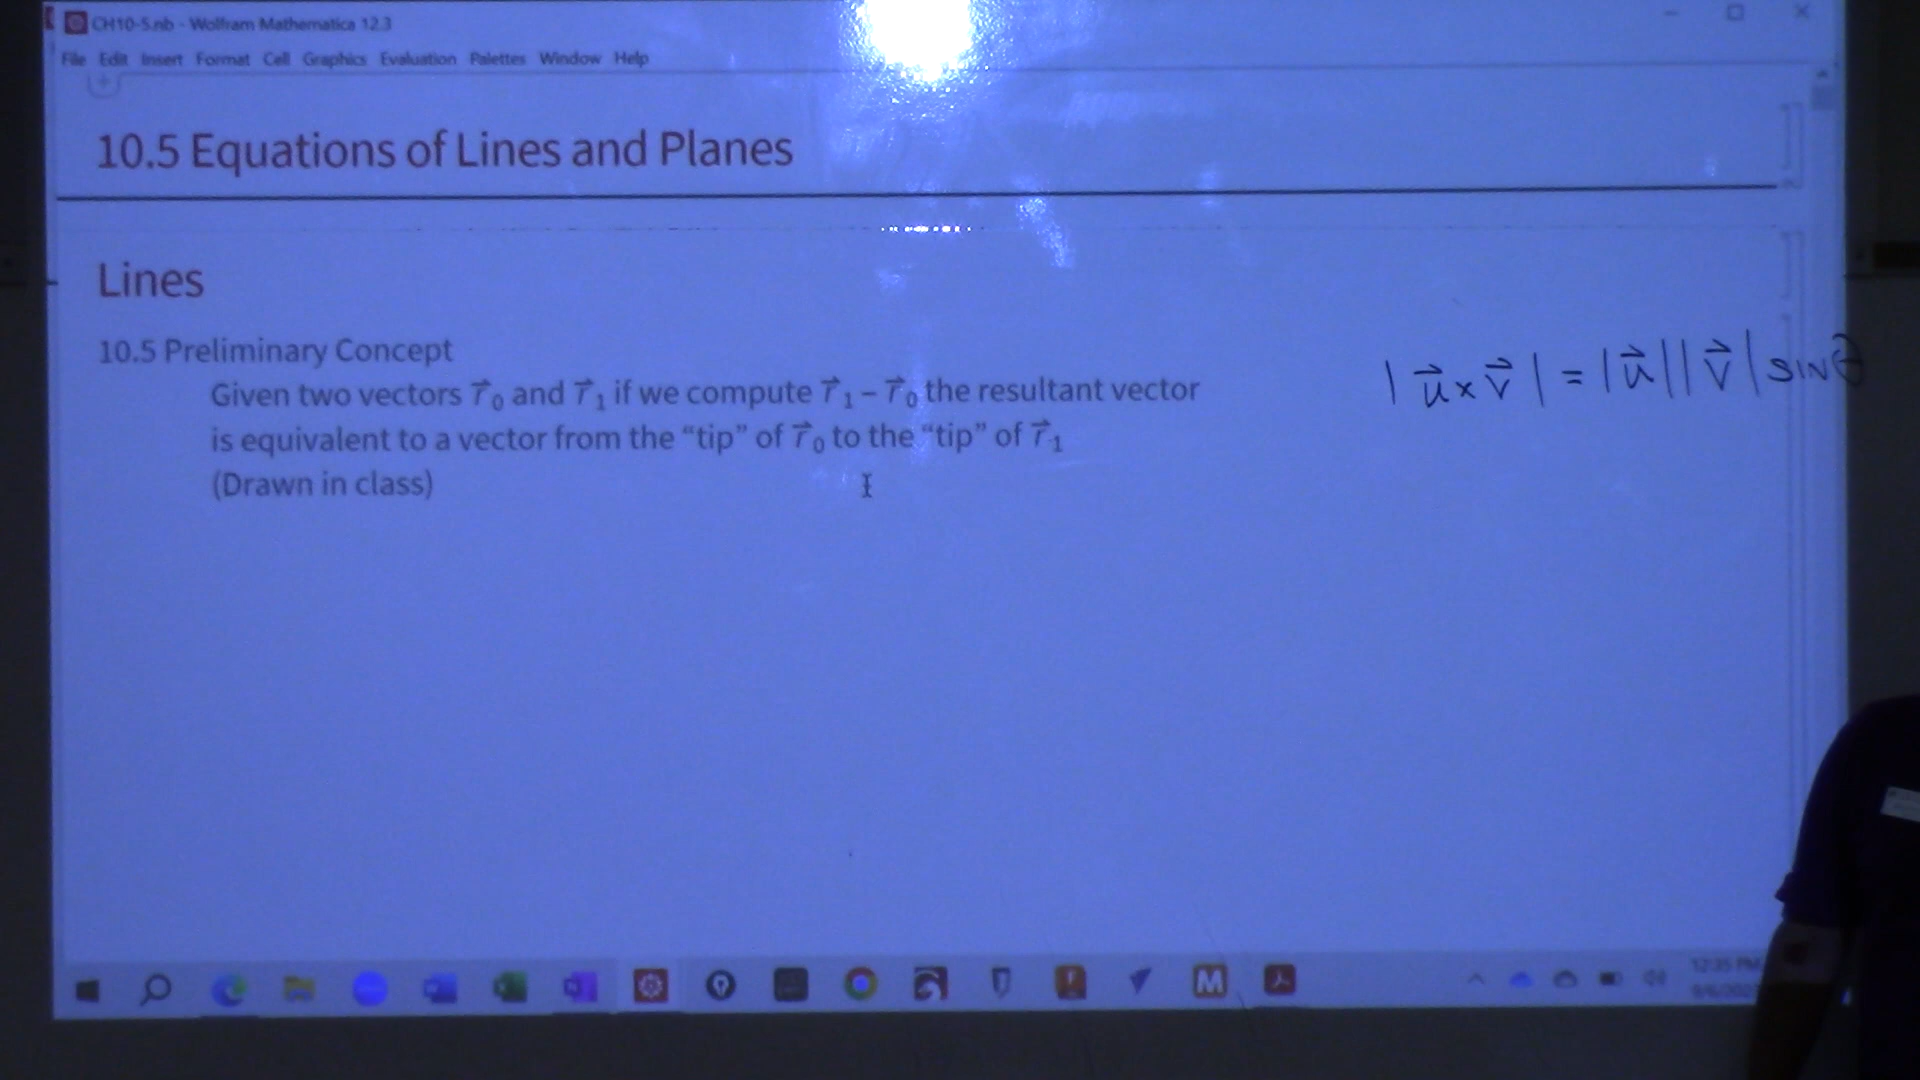 CH10-5.nb - Wolfram Mathematica 12.3
File Edit Insert Format Cell Graphics Evaluation Palettes Window Help
10.5 Equations of Lines and Planes
Lines
10.5 Preliminary Concept
Given two vectors r⃗₀ and r⃗₁ if we compute r⃗₁ – r⃗₀ the resultant vector
is equivalent to a vector from the “tip” of r⃗₀ to the “tip” of r⃗₁
(Drawn in class)
|u⃗ × v⃗| = |u⃗||v⃗| sin θ
12:35 PM